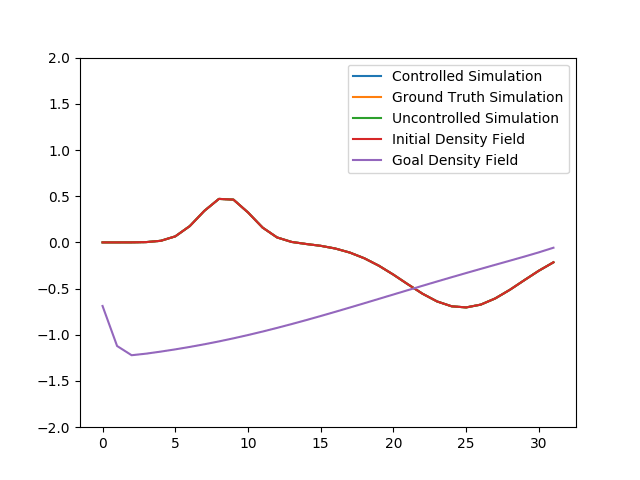 2.0
1.5
1.0
0.5
0.0
−0.5
−1.0
−1.5
−2.0
0 5 10 15 20 25 30
Controlled Simulation
Ground Truth Simulation
Uncontrolled Simulation
Initial Density Field
Goal Density Field